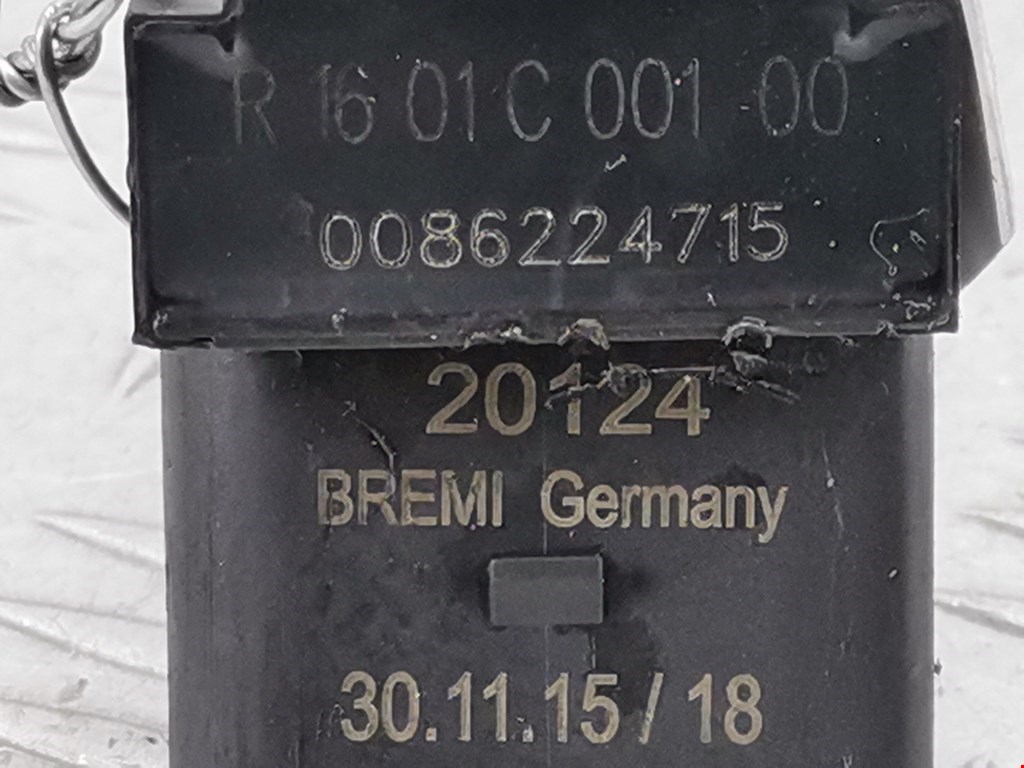 R 16 01 C 001 00
0086224715
20124
BREMI Germany
30.11.15 / 18